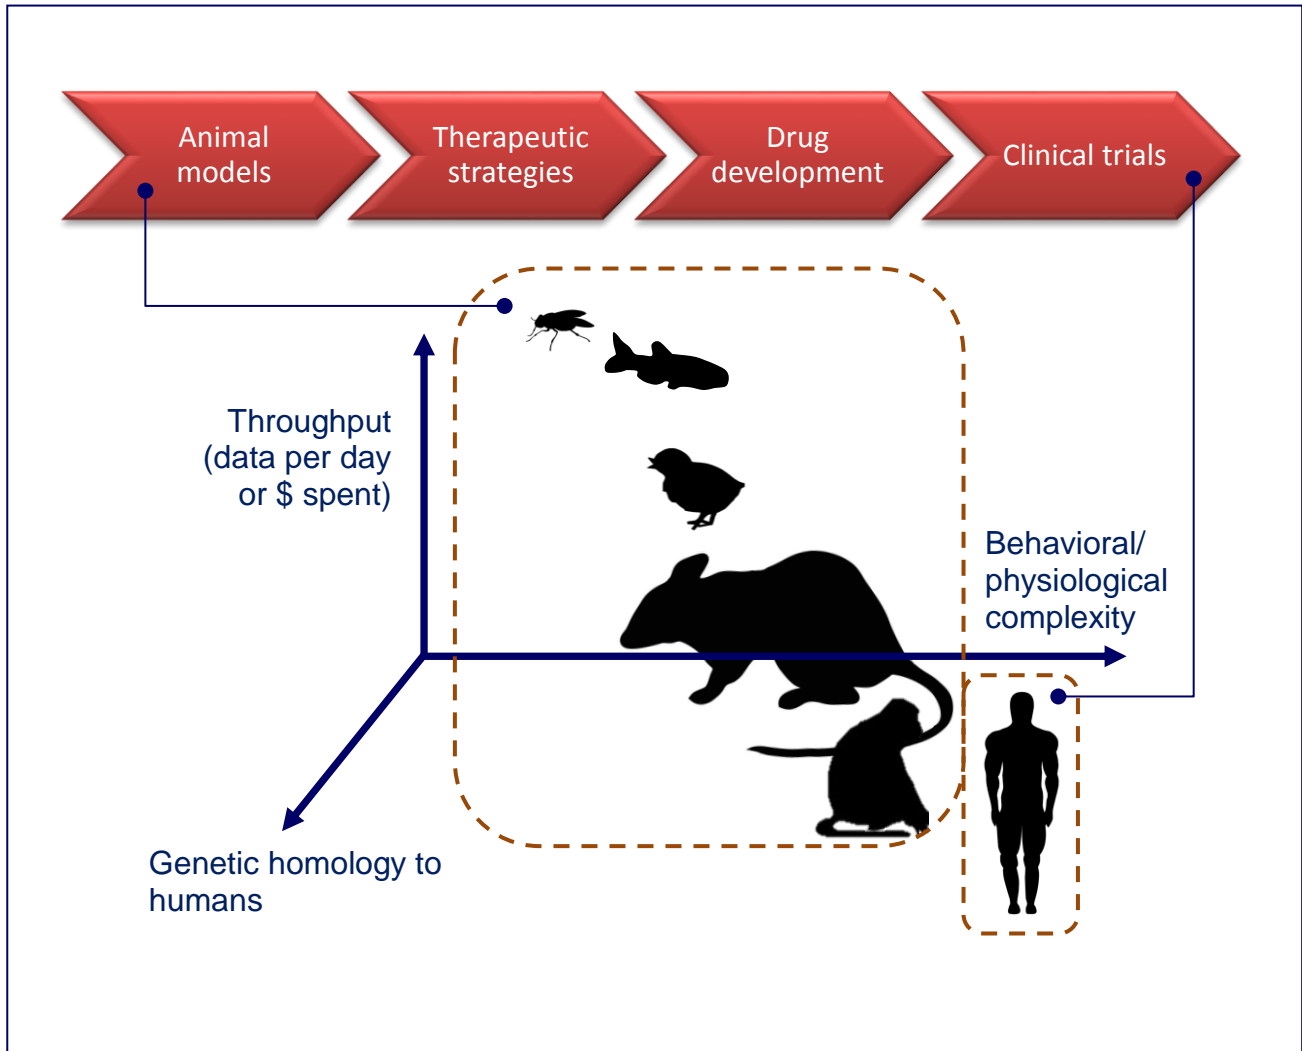 Animal
models
Therapeutic
strategies
Drug
development
Clinical trials
Throughput
(data per day
or $ spent)
Behavioral/
physiological
complexity
Genetic homology to
humans